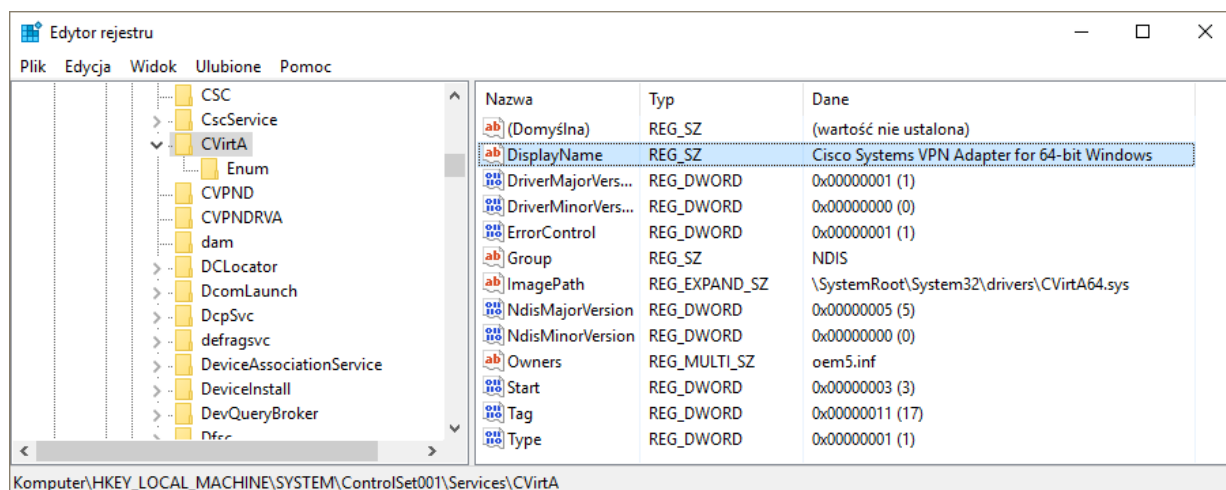 Edytor rejestru
Plik Edycja Widok Ulubione Pomoc
CSC
CscService
CVirtA
Enum
CVPND
CVPNDRVA
dam
DCLocator
DcomLaunch
DcpSvc
defragsvc
DeviceAssociationService
DeviceInstall
DevQueryBroker
Dfsc
Nazwa Typ Dane
(Domyślna) REG_SZ (wartość nie ustalona)
DisplayName REG_SZ Cisco Systems VPN Adapter for 64-bit Windows
DriverMajorVers... REG_DWORD 0x00000001 (1)
DriverMinorVers... REG_DWORD 0x00000000 (0)
ErrorControl REG_DWORD 0x00000001 (1)
Group REG_SZ NDIS
ImagePath REG_EXPAND_SZ \SystemRoot\System32\drivers\CVirtA64.sys
NdisMajorVersion REG_DWORD 0x00000005 (5)
NdisMinorVersion REG_DWORD 0x00000000 (0)
Owners REG_MULTI_SZ oem5.inf
Start REG_DWORD 0x00000003 (3)
Tag REG_DWORD 0x00000011 (17)
Type REG_DWORD 0x00000001 (1)
Komputer\HKEY_LOCAL_MACHINE\SYSTEM\ControlSet001\Services\CVirtA